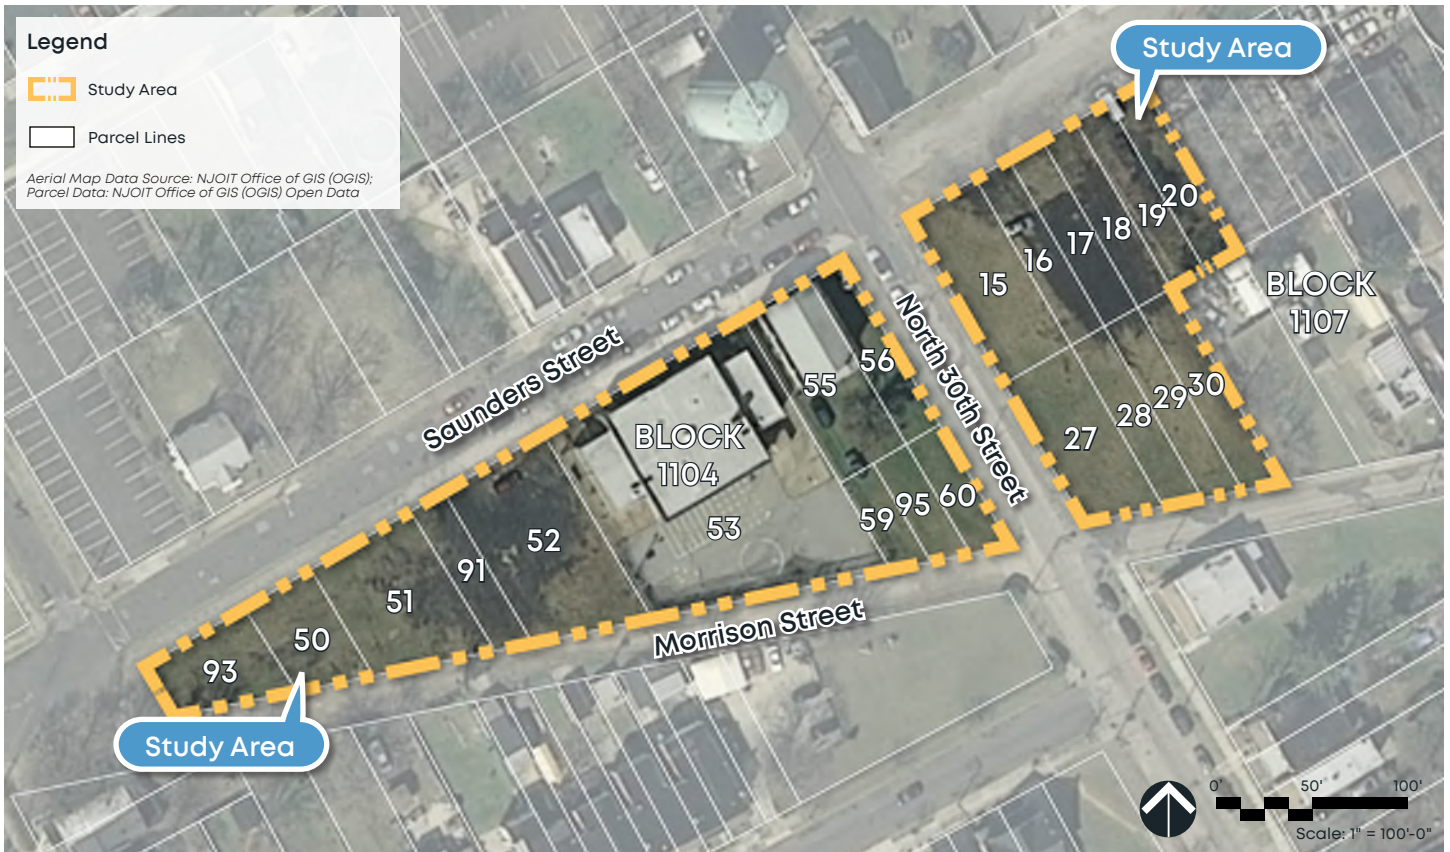 Legend
Study Area
Parcel Lines
Aerial Map Data Source: NJOIT Office of GIS (OGIS);
Parcel Data: NJOIT Office of GIS (OGIS) Open Data
Study Area
20
19
18
17
16
15
BLOCK
1107
North 30th Street
Saunders Street
56
55
30
29
28
27
BLOCK
1104
53
59
95
60
52
91
51
50
93
Morrison Street
Study Area
0' 50' 100'
Scale: 1" = 100'-0"